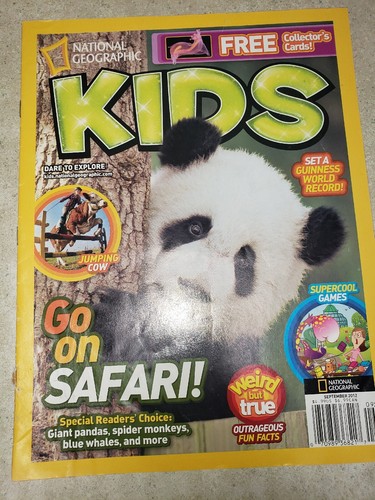 NATIONAL
GEOGRAPHIC
FREE
Collector's
Cards!
KIDS
DARE TO EXPLORE
kids.nationalgeographic.com
SET A
GUINNESS
WORLD
RECORD!
JUMPING
COW
SUPERCOOL
GAMES
Go
on
SAFARI!
Special Readers' Choice:
Giant pandas, spider monkeys,
blue whales, and more
Weird
but
true
OUTRAGEOUS
FUN FACTS
NATIONAL
GEOGRAPHIC
SEPTEMBER 2012